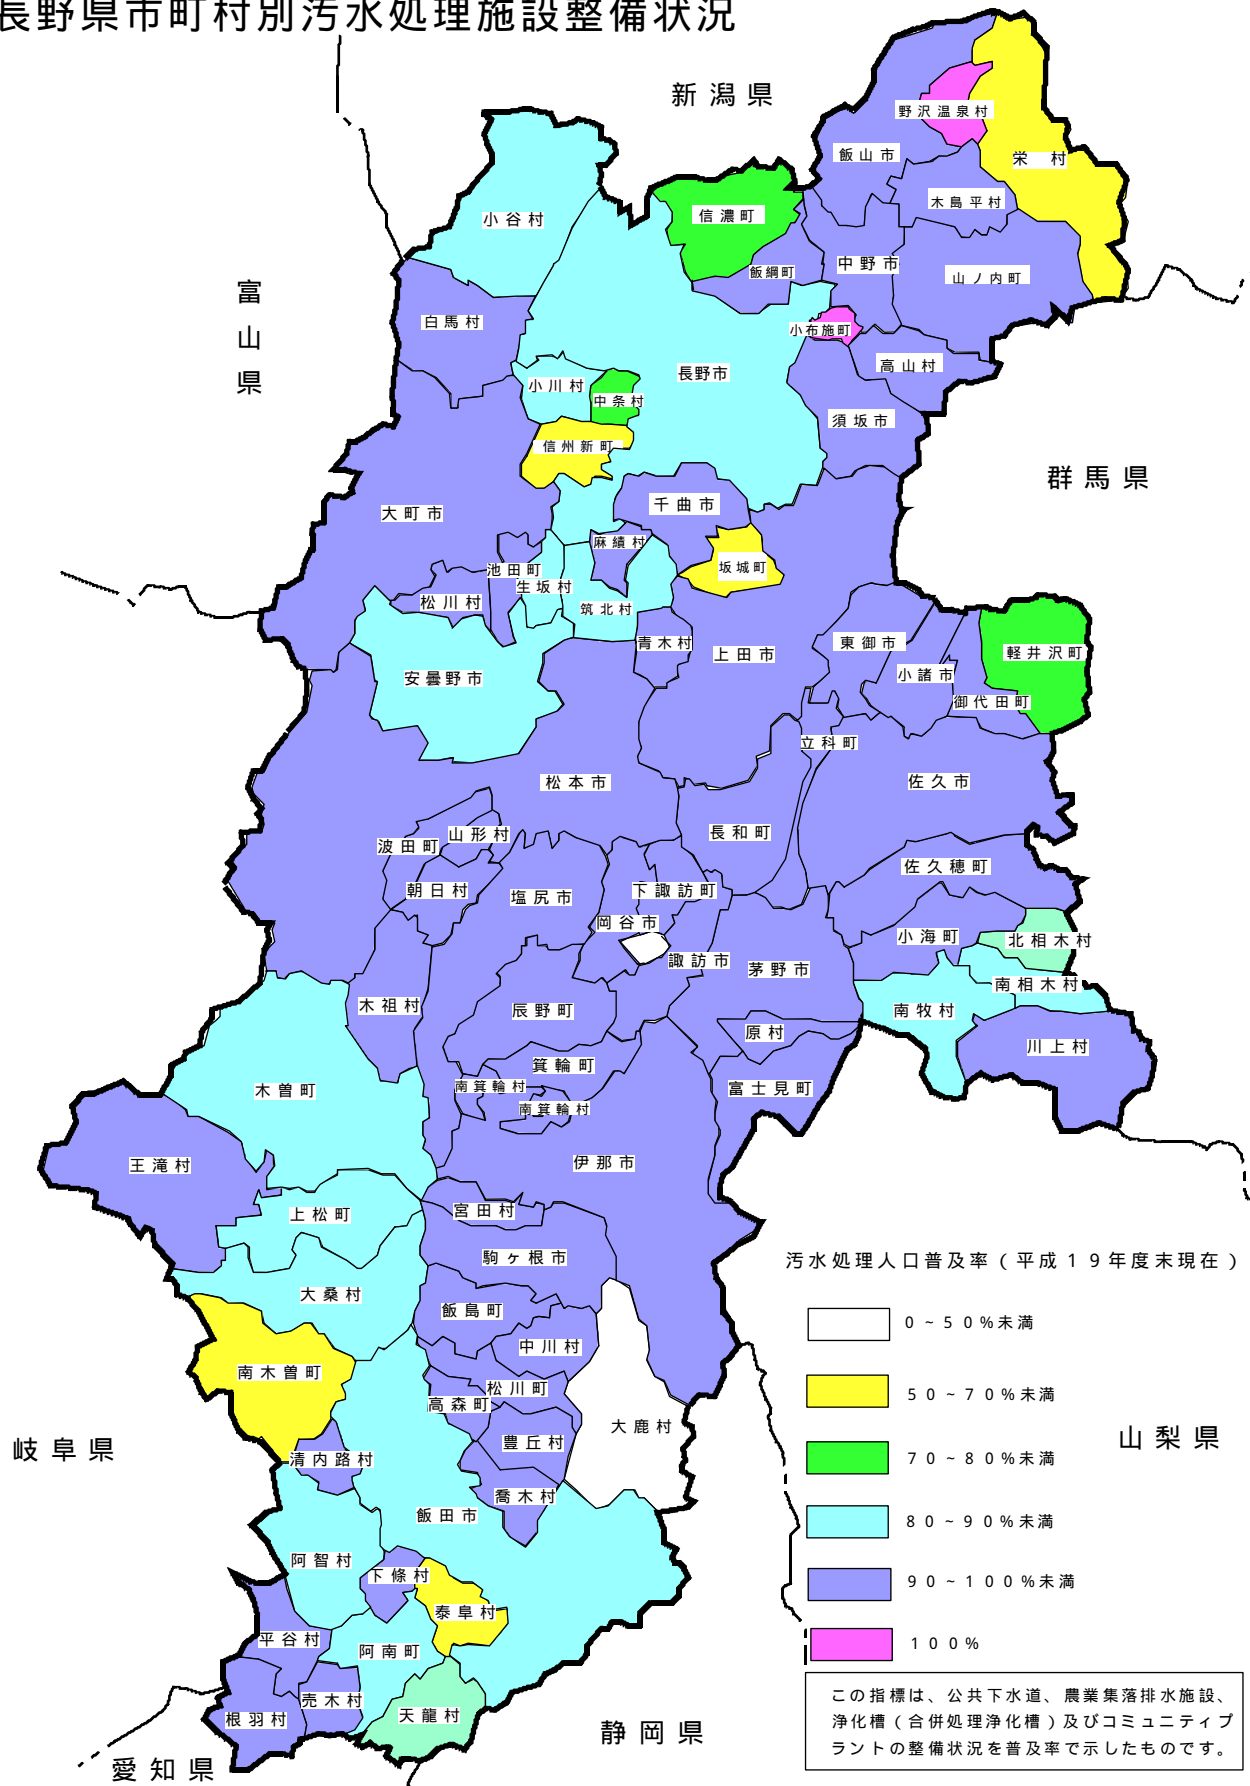 長野県市町村別汚水処理施設整備状況
新潟県
野沢温泉村
飯山市
栄村
木島平村
小谷村
信濃町
中野市
飯綱町
山ノ内町
富山県
白馬村
小布施町
高山村
長野市
小川村
中条村
須坂市
信州新町
群馬県
千曲市
大町市
麻績村
坂城町
池田町
生坂村
松川村
筑北村
青木村
上田市
東御市
軽井沢町
小諸市
安曇野市
御代田町
立科町
松本市
佐久市
長和町
山形村
波田町
佐久穂町
朝日村
下諏訪町
塩尻市
岡谷市
小海町
北相木村
諏訪市
茅野市
南相木村
木祖村
辰野町
南牧村
原村
川上村
箕輪町
木曽町
南箕輪村
富士見町
南箕輪村
王滝村
伊那市
上松町
宮田村
駒ヶ根市
大桑村
飯島町
中川村
南木曽町
松川町
高森町
大鹿村
豊丘村
岐阜県
清内路村
山梨県
喬木村
飯田市
阿智村
下條村
泰阜村
平谷村
阿南町
売木村
天龍村
根羽村
静岡県
愛知県
汚水処理人口普及率(平成19年度末現在)
0~50%未満
50~70%未満
70~80%未満
80~90%未満
90~100%未満
100%
この指標は、公共下水道、農業集落排水施設、
浄化槽(合併処理浄化槽)及びコミュニティプ
ラントの整備状況を普及率で示したものです。